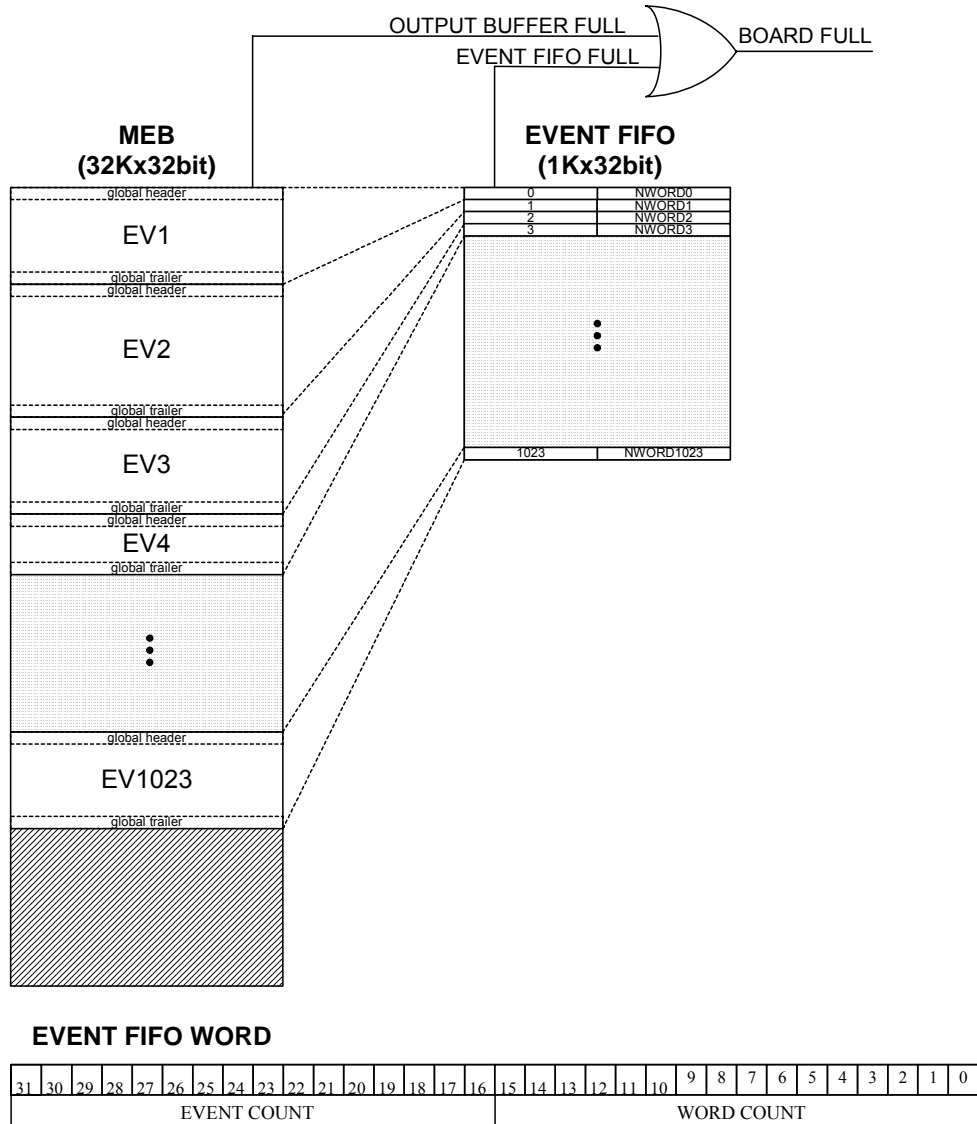 OUTPUT BUFFER FULL
BOARD FULL
EVENT FIFO FULL
MEB
(32Kx32bit)
EVENT FIFO
(1Kx32bit)
global header
EV1
global trailer
global header
EV2
global trailer
global header
EV3
global trailer
global header
EV4
global trailer
global header
EV1023
global trailer
0 NWORD0
1 NWORD1
2 NWORD2
3 NWORD3
1023 NWORD1023
EVENT FIFO WORD
31 30 29 28 27 26 25 24 23 22 21 20 19 18 17 16 15 14 13 12 11 10 9 8 7 6 5 4 3 2 1 0
EVENT COUNT WORD COUNT